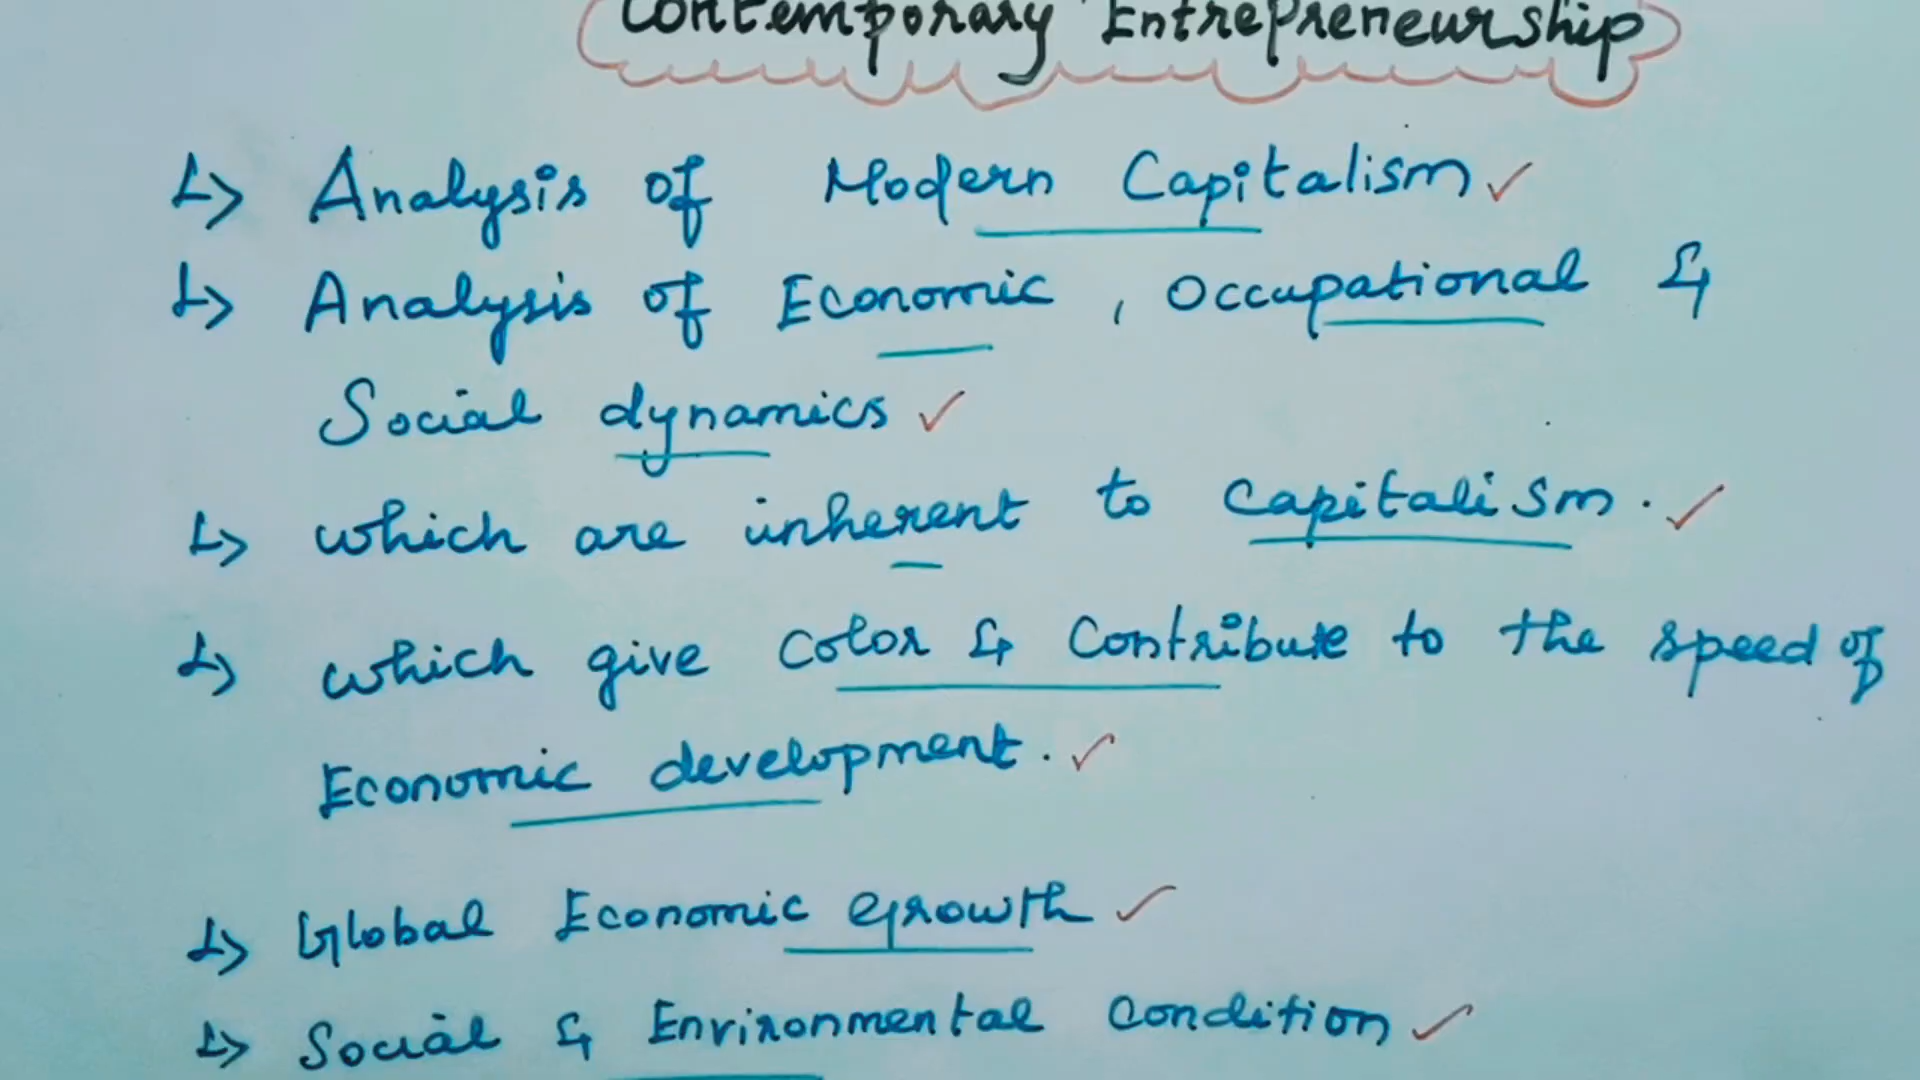 Contemporary Entrepreneurship
↳ Analysis of Modern Capitalism ✓
↳ Analysis of Economic, Occupational &
Social dynamics ✓
↳ which are inherent to Capitalism. ✓
↳ which give Color & Contribute to the speed of
Economic development. ✓
↳ Global Economic growth ✓
↳ Social & Environmental Condition ✓